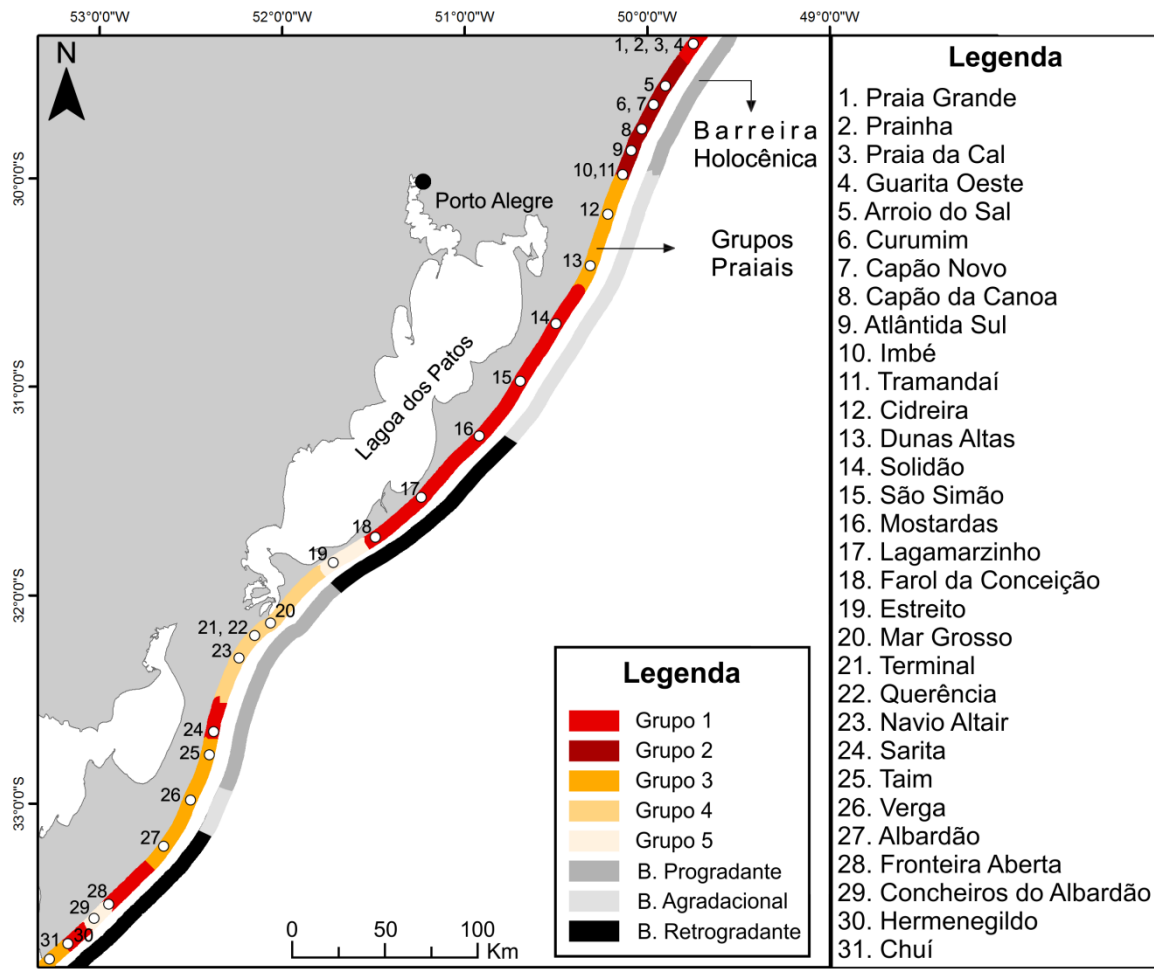 53°0'0"W 52°0'0"W 51°0'0"W 50°0'0"W 49°0'0"W
N
30°0'0"S
31°0'0"S
32°0'0"S
33°0'0"S
1, 2, 3, 4
5
6, 7
8
9
10, 11
12
13
14
15
16
17
18
19
20
21, 22
23
24
25
26
27
28
29
30
31
Barreira
Holocênica
Porto Alegre
Grupos
Praiais
Lagoa dos Patos
Legenda
Grupo 1
Grupo 2
Grupo 3
Grupo 4
Grupo 5
B. Progradante
B. Agradacional
B. Retrogradante
0 25 50 100
Km
Legenda
1. Praia Grande
2. Prainha
3. Praia da Cal
4. Guarita Oeste
5. Arroio do Sal
6. Curumim
7. Capão Novo
8. Capão da Canoa
9. Atlântida Sul
10. Imbé
11. Tramandaí
12. Cidreira
13. Dunas Altas
14. Solidão
15. São Simão
16. Mostardas
17. Lagamarzinho
18. Farol da Conceição
19. Estreito
20. Mar Grosso
21. Terminal
22. Querência
23. Navio Altair
24. Sarita
25. Taim
26. Verga
27. Albardão
28. Fronteira Aberta
29. Concheiros do Albardão
30. Hermenegildo
31. Chuí